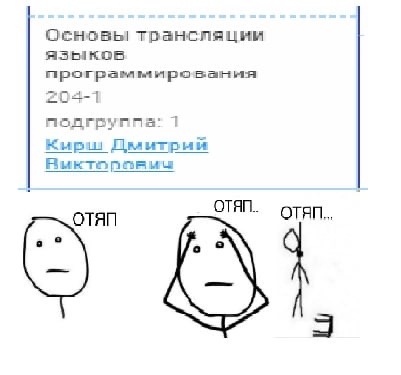 Основы трансляции
языков
программирования
204-1
подгруппа: 1
Кирш Дмитрий
Викторович
ОТЯП
ОТЯП..
ОТЯП...